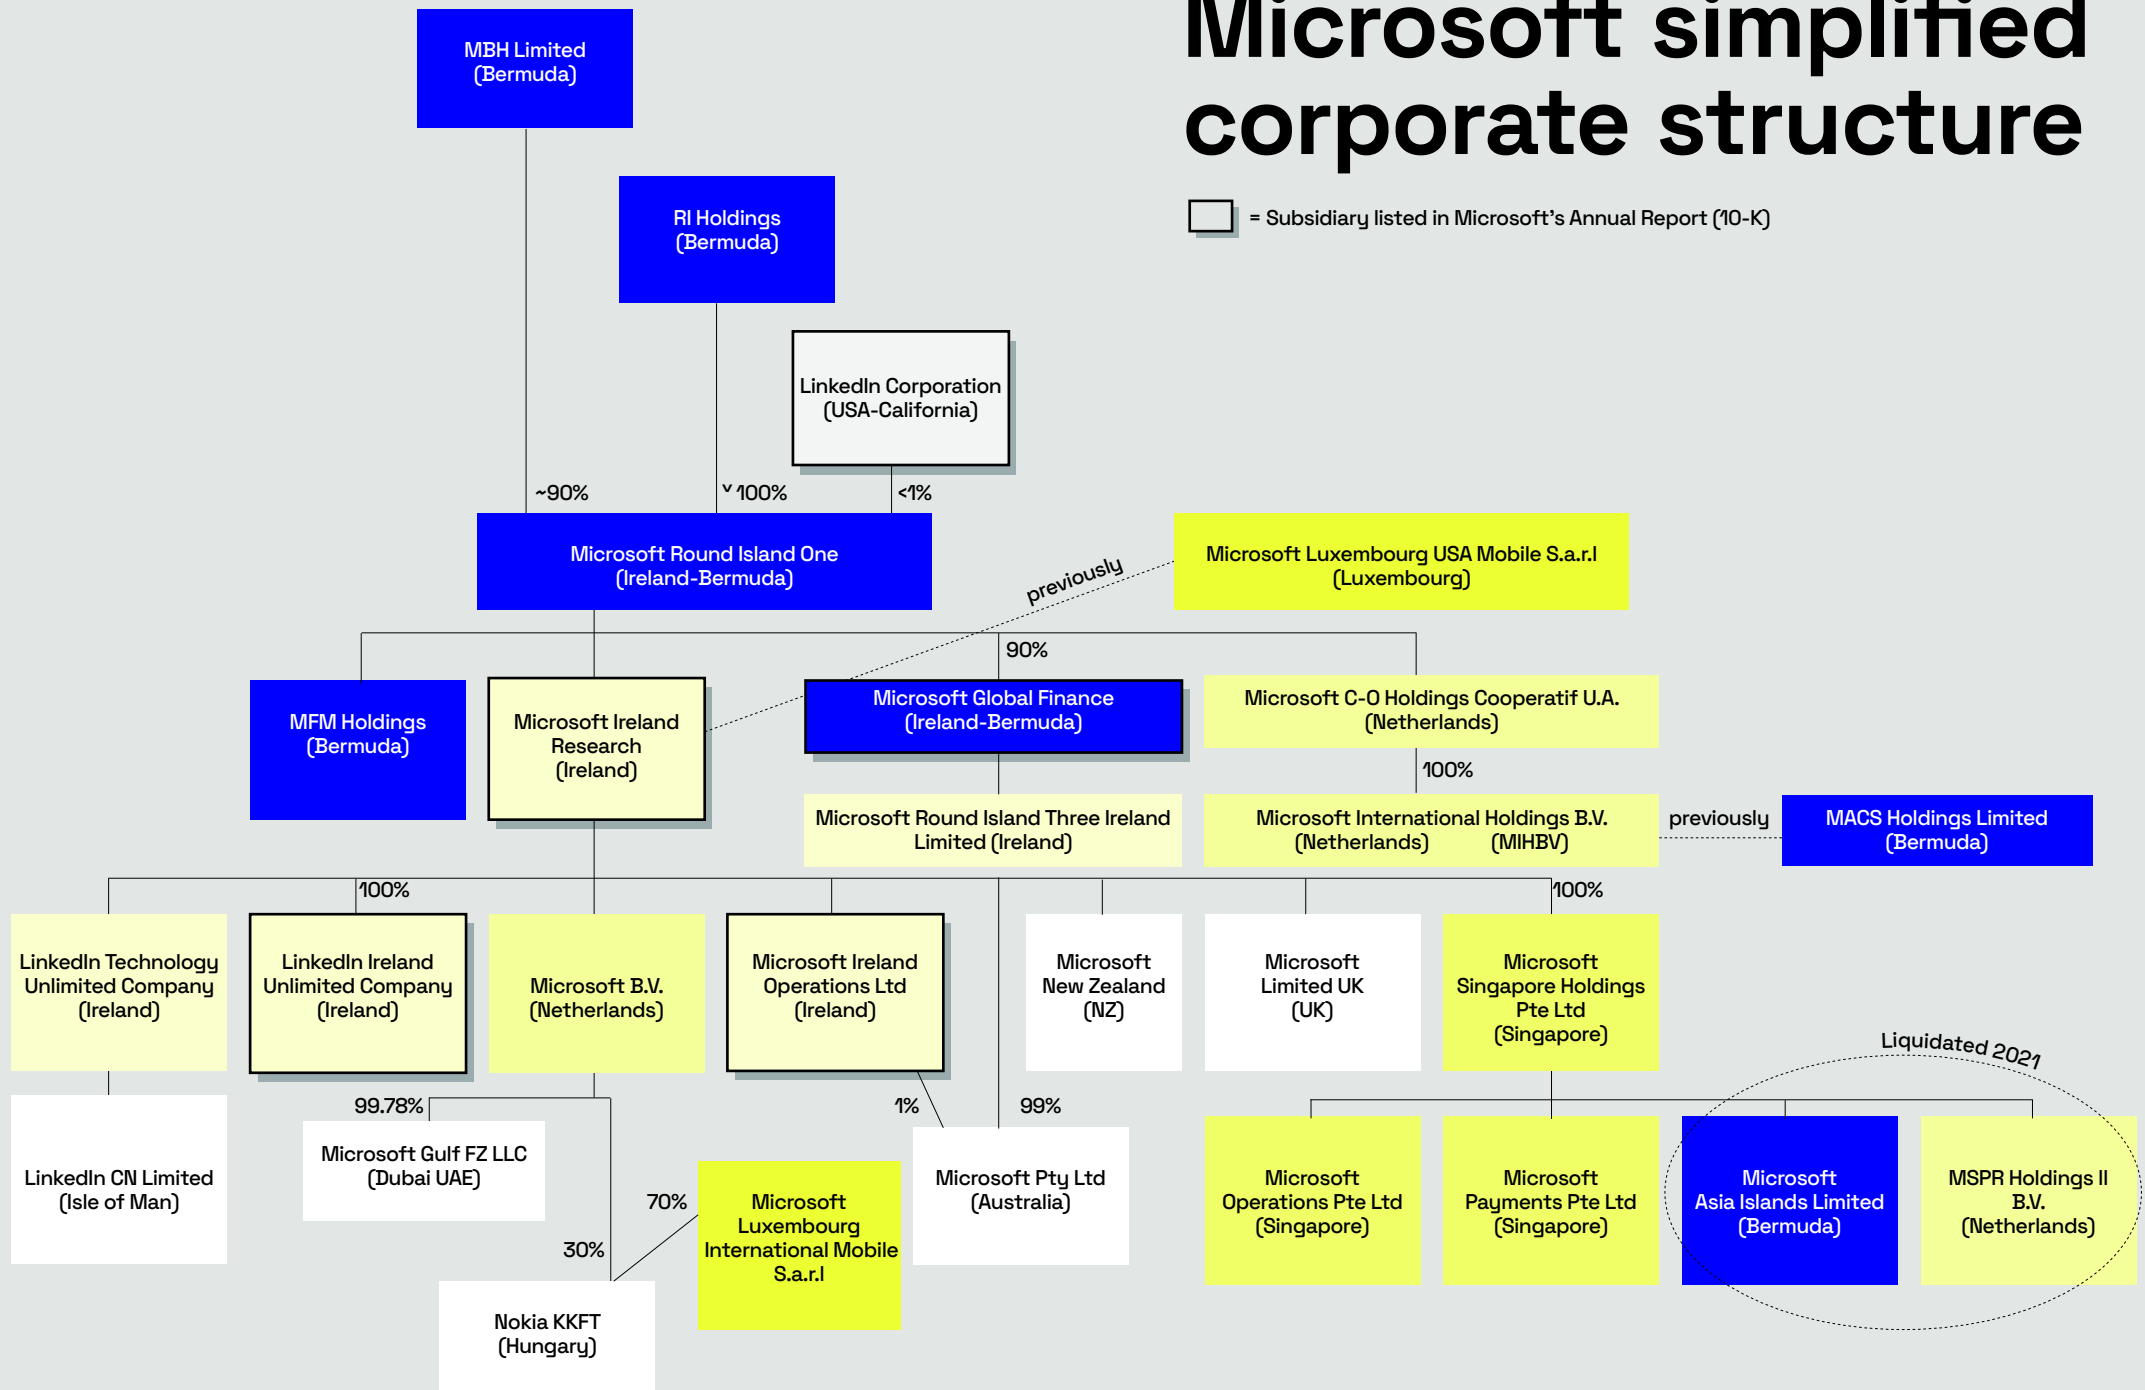 Microsoft simplified
corporate structure
= Subsidiary listed in Microsoft's Annual Report (10-K)
MBH Limited
(Bermuda)
RI Holdings
(Bermuda)
LinkedIn Corporation
(USA-California)
~90%
˅ 100%
<1%
Microsoft Round Island One
(Ireland-Bermuda)
previously
Microsoft Luxembourg USA Mobile S.a.r.l
(Luxembourg)
90%
MFM Holdings
(Bermuda)
Microsoft Ireland
Research
(Ireland)
Microsoft Global Finance
(Ireland-Bermuda)
Microsoft C-O Holdings Cooperatif U.A.
(Netherlands)
100%
Microsoft Round Island Three Ireland
Limited (Ireland)
Microsoft International Holdings B.V.
(Netherlands) (MIHBV)
previously
MACS Holdings Limited
(Bermuda)
100%
100%
LinkedIn Technology
Unlimited Company
(Ireland)
LinkedIn Ireland
Unlimited Company
(Ireland)
Microsoft B.V.
(Netherlands)
Microsoft Ireland
Operations Ltd
(Ireland)
Microsoft
New Zealand
(NZ)
Microsoft
Limited UK
(UK)
Microsoft
Singapore Holdings
Pte Ltd
(Singapore)
Liquidated 2021
99.78%
1%
99%
LinkedIn CN Limited
(Isle of Man)
Microsoft Gulf FZ LLC
(Dubai UAE)
70%
30%
Microsoft
Luxembourg
International Mobile
S.a.r.l
Microsoft Pty Ltd
(Australia)
Microsoft
Operations Pte Ltd
(Singapore)
Microsoft
Payments Pte Ltd
(Singapore)
Microsoft
Asia Islands Limited
(Bermuda)
MSPR Holdings II
B.V.
(Netherlands)
Nokia KKFT
(Hungary)